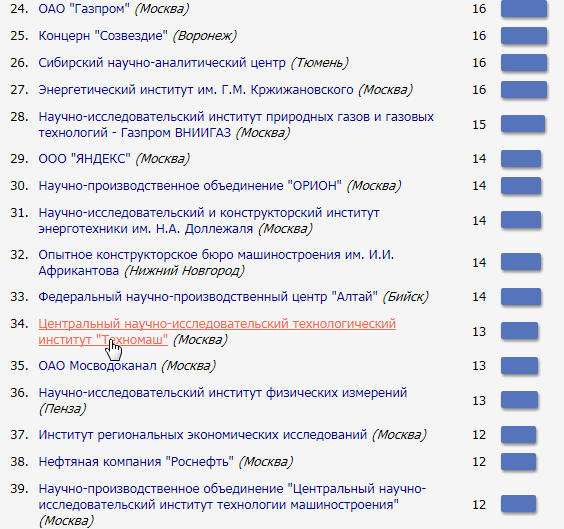 24. ОАО "Газпром" (Москва) 16
25. Концерн "Созвездие" (Воронеж) 16
26. Сибирский научно-аналитический центр (Тюмень) 16
27. Энергетический институт им. Г.М. Кржижановского (Москва) 16
28. Научно-исследовательский институт природных газов и газовых
технологий - Газпром ВНИИГАЗ (Москва) 15
29. ООО "ЯНДЕКС" (Москва) 14
30. Научно-производственное объединение "ОРИОН" (Москва) 14
31. Научно-исследовательский и конструкторский институт
энерготехники им. Н.А. Доллежаля (Москва) 14
32. Опытное конструкторское бюро машиностроения им. И.И.
Африкантова (Нижний Новгород) 14
33. Федеральный научно-производственный центр "Алтай" (Бийск) 14
34. Центральный научно-исследовательский технологический
институт "Техномаш" (Москва) 13
35. ОАО Мосводоканал (Москва) 13
36. Научно-исследовательский институт физических измерений
(Пенза) 13
37. Институт региональных экономических исследований (Москва) 12
38. Нефтяная компания "Роснефть" (Москва) 12
39. Научно-производственное объединение "Центральный научно-
исследовательский институт технологии машиностроения"
(Москва) 12